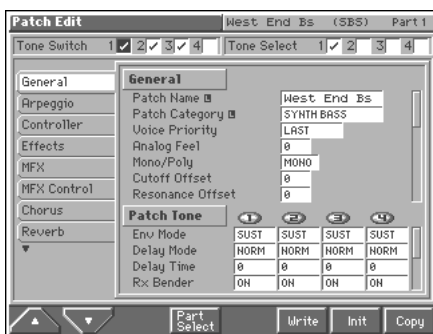 Patch Edit West End Bs (SBS) Part 1
Tone Switch 1 2 3 4 Tone Select 1 2 3 4
General
Arpeggio
Controller
Effects
MFX
MFX Control
Chorus
Reverb
General
Patch Name West End Bs
Patch Category SYNTH BASS
Voice Priority LAST
Analog Feel 0
Mono/Poly MONO
Cutoff Offset 0
Resonance Offset 0
Patch Tone 1 2 3 4
Env Mode SUST SUST SUST SUST
Delay Mode NORM NORM NORM NORM
Delay Time 0 0 0 0
Rx Bender ON ON ON ON
Part Select Write Init Copy